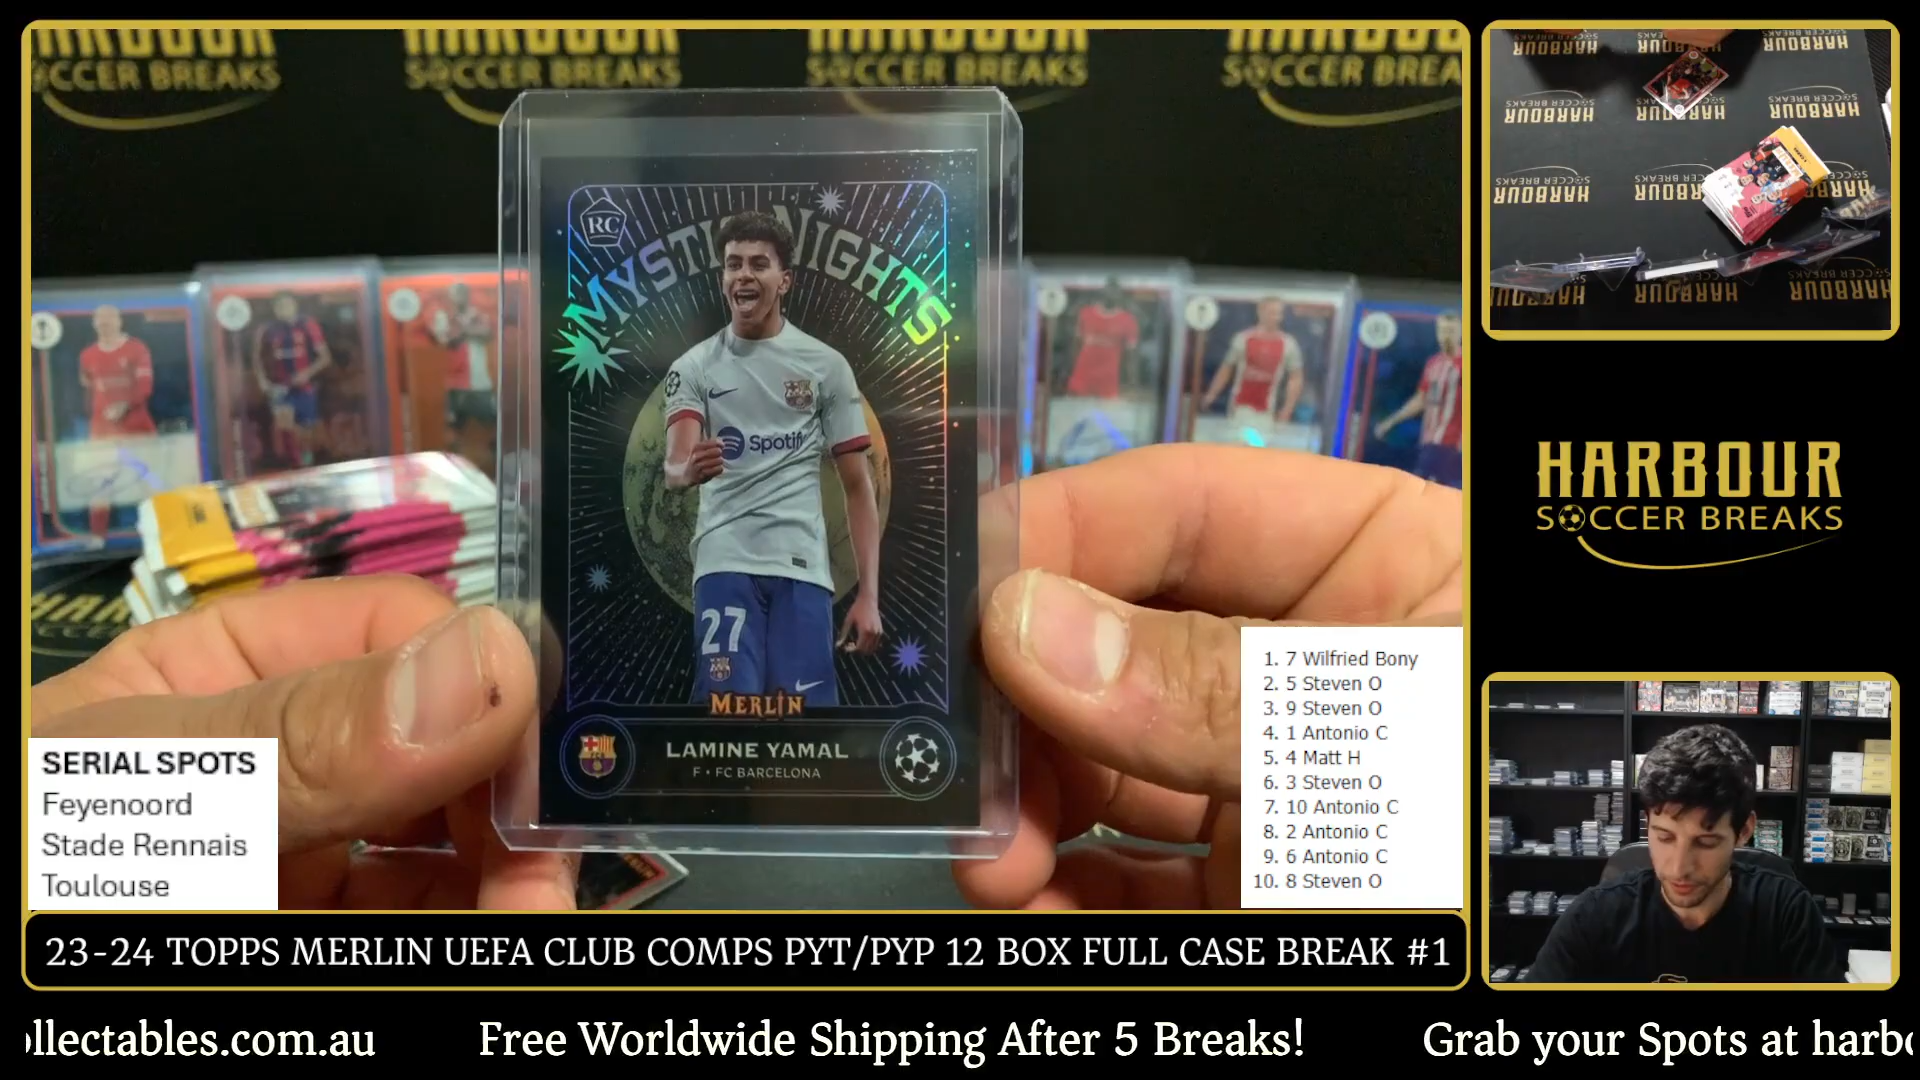 HARBOUR
SOCCER BREAKS
RC
MYSTIC NIGHTS
Spotify
27
MERLIN
LAMINE YAMAL
F • FC BARCELONA
SERIAL SPOTS
Feyenoord
Stade Rennais
Toulouse
1. 7 Wilfried Bony
2. 5 Steven O
3. 9 Steven O
4. 1 Antonio C
5. 4 Matt H
6. 3 Steven O
7. 10 Antonio C
8. 2 Antonio C
9. 6 Antonio C
10. 8 Steven O
HARBOUR
SOCCER BREAKS
23-24 TOPPS MERLIN UEFA CLUB COMPS PYT/PYP 12 BOX FULL CASE BREAK #1
ollectables.com.au Free Worldwide Shipping After 5 Breaks! Grab your Spots at harbo